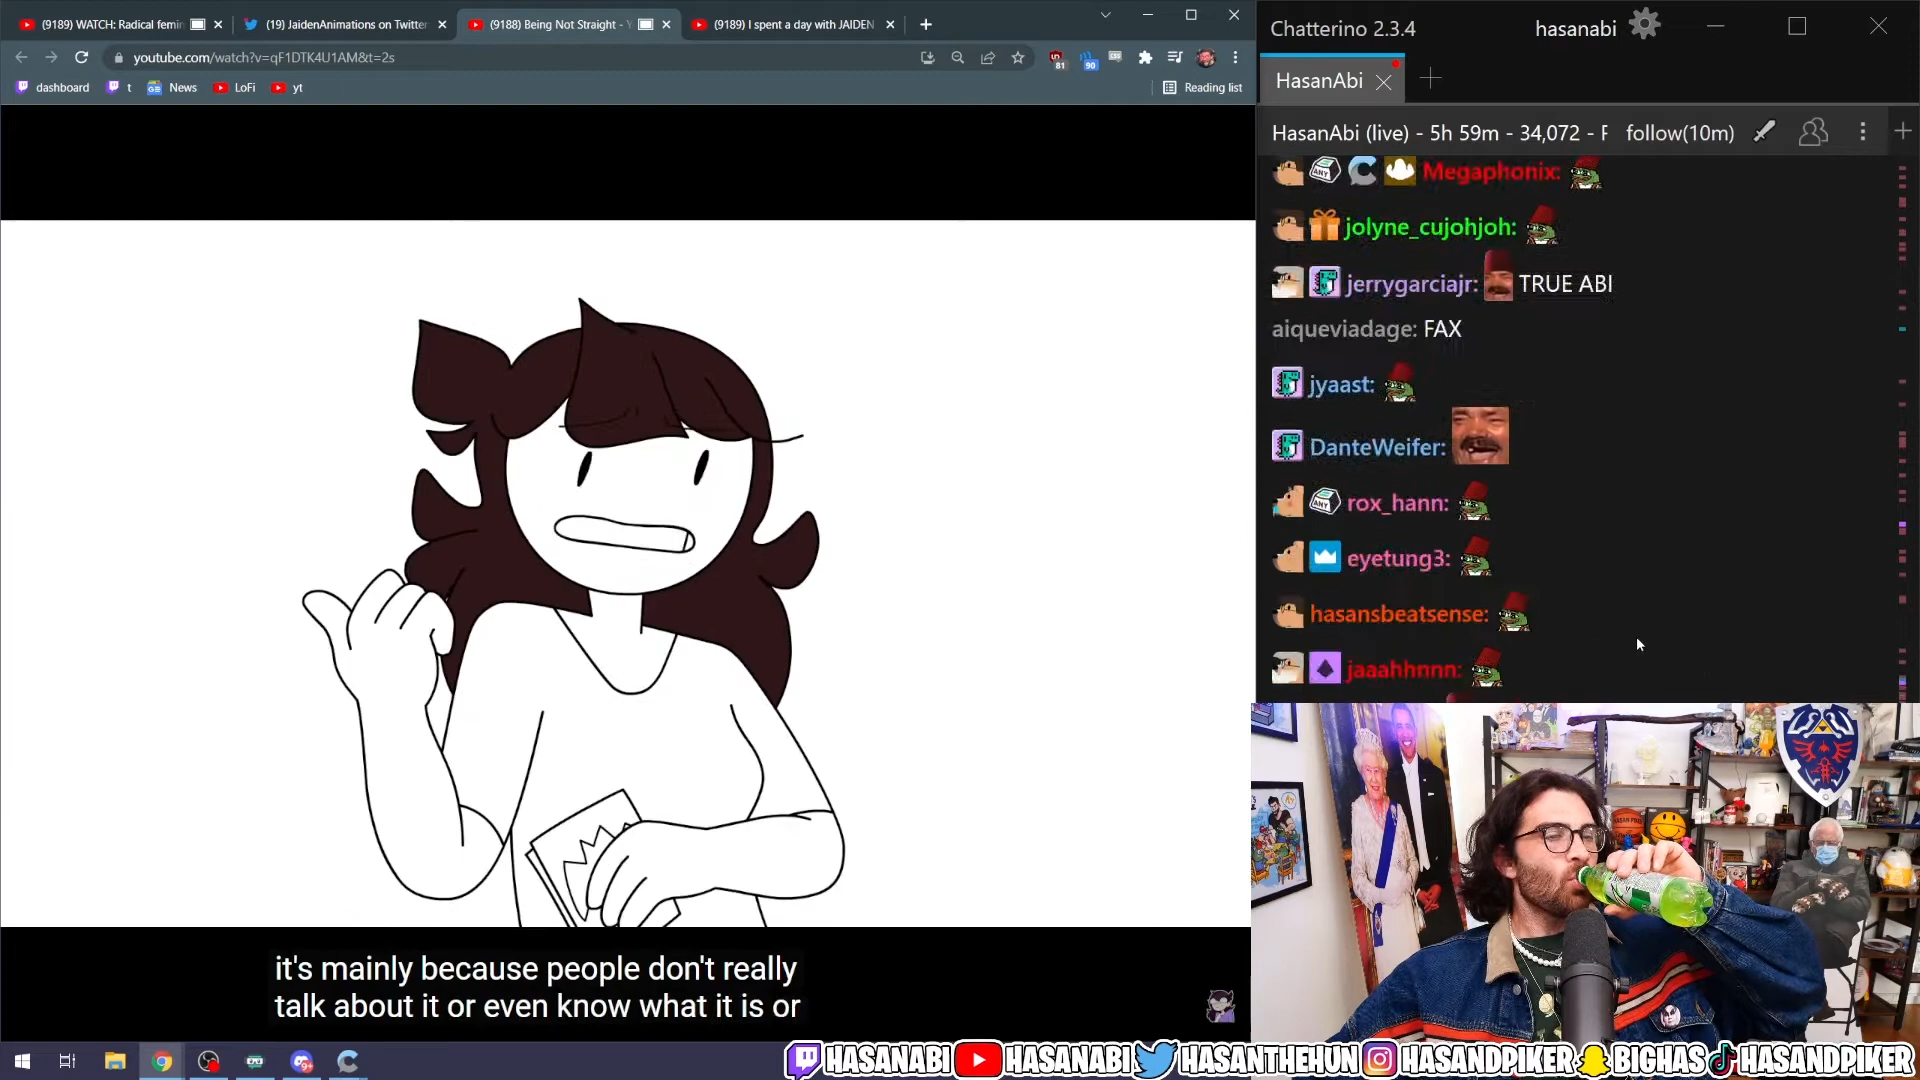 (9189) WATCH: Radical femin
(19) JaidenAnimations on Twitter
(9188) Being Not Straight - Y
(9189) I spent a day with JAIDEN
youtube.com/watch?v=qF1DTK4U1AM&t=2s
81
90
dashboard
t
News
LoFi
yt
Reading list
Chatterino 2.3.4
hasanabi
HasanAbi
HasanAbi (live) - 5h 59m - 34,072 - F
follow(10m)
Megaphonix:
jolyne_cujohjoh:
jerrygarciajr: TRUE ABI
aiqueviadage: FAX
jyaast:
DanteWeifer:
ANY rox_hann:
eyetung3:
hasansbeatsense:
jaaahhnnn:
it's mainly because people don't really
talk about it or even know what it is or
HASANABI HASANABI HASANTHEHUN HASANDPIKER BIGHAS HASANDPIKER